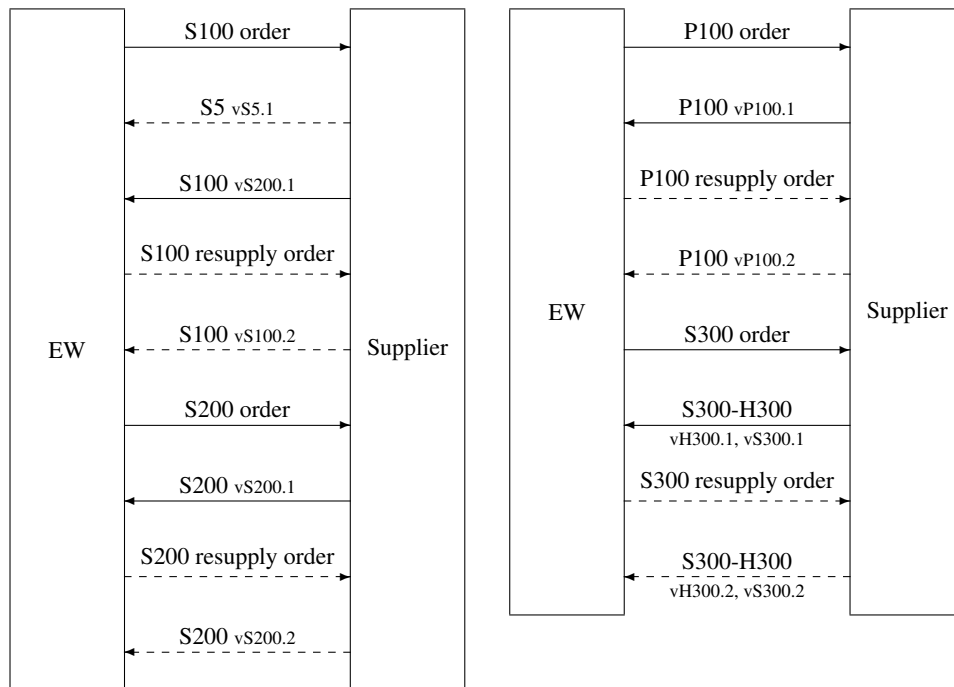 S100 order
S5 vS5.1
S100 vS200.1
S100 resupply order
S100 vS100.2
EW
Supplier
S200 order
S200 vS200.1
S200 resupply order
S200 vS200.2
P100 order
P100 vP100.1
P100 resupply order
P100 vP100.2
EW
Supplier
S300 order
S300-H300
vH300.1, vS300.1
S300 resupply order
S300-H300
vH300.2, vS300.2